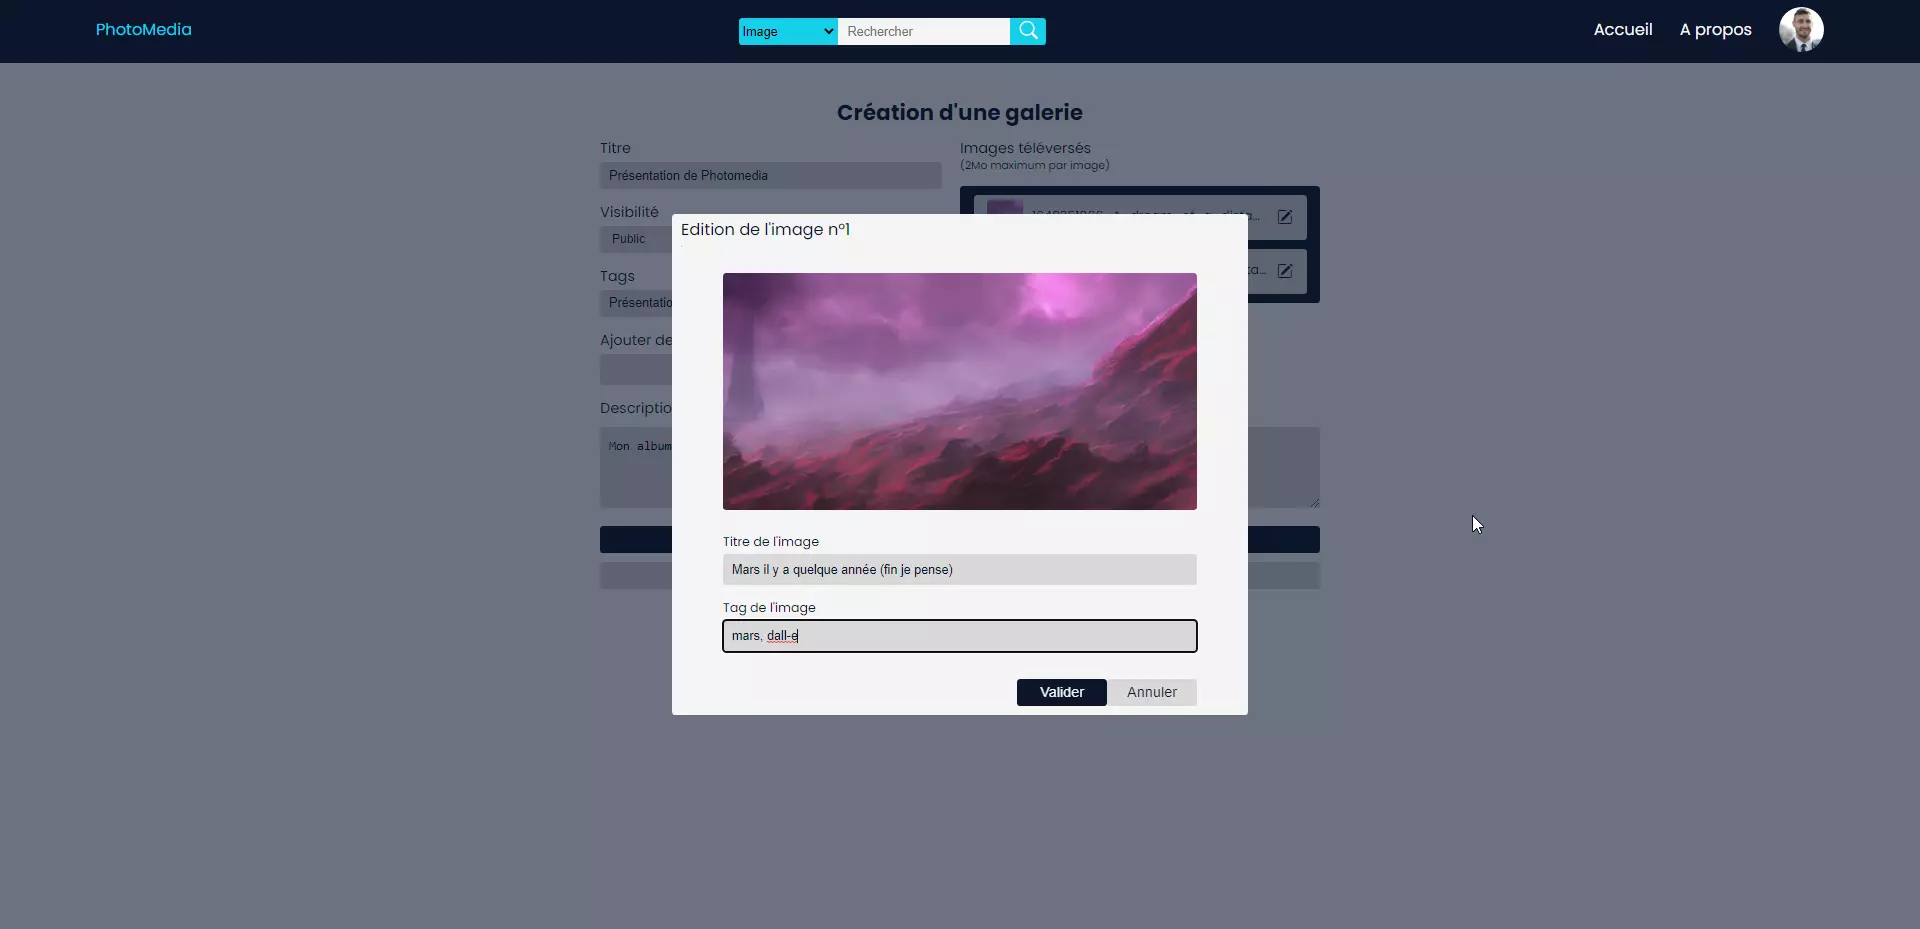 PhotoMedia
Image
Rechercher
Accueil
A propos
Création d'une galerie
Titre
Présentation de Photomedia
Visibilité
Public
Tags
Présentatio
Ajouter de
Descriptio
Mon album
Images téléversés
(2Mo maximum par image)
ta...
Edition de l'image n°1
Titre de l'image
Mars il y a quelque année (fin je pense)
Tag de l'image
mars, dall-e
Valider
Annuler